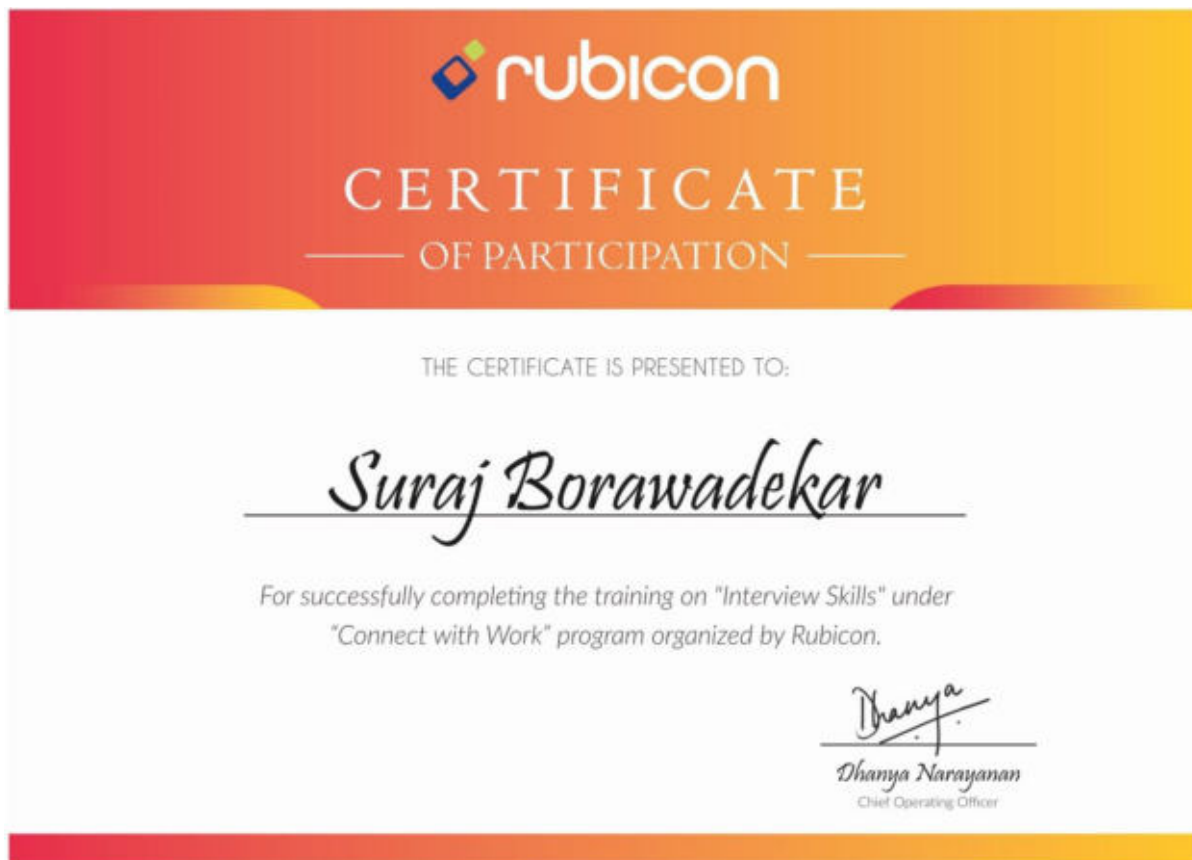 rubicon
CERTIFICATE
OF PARTICIPATION
THE CERTIFICATE IS PRESENTED TO:
Suraj Borawadekar
For successfully completing the training on "Interview Skills" under
"Connect with Work" program organized by Rubicon.
Dhanya
Dhanya Narayanan
Chief Operating Officer